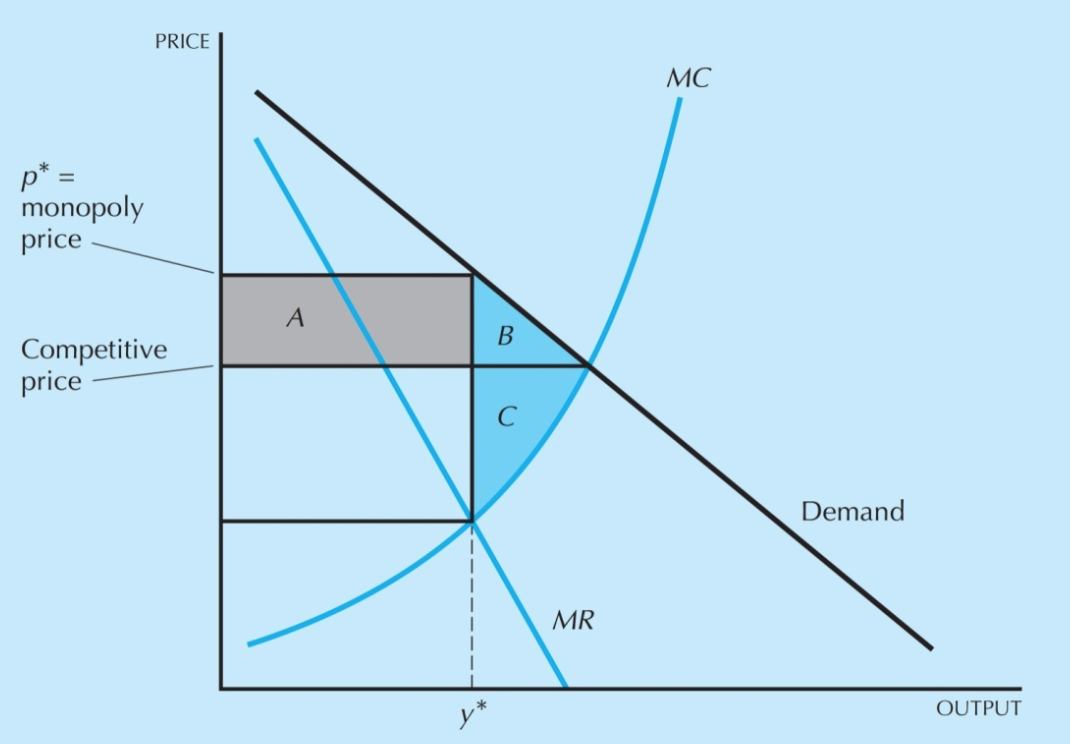 PRICE
MC
p* =
monopoly
price
A
B
Competitive
price
C
Demand
MR
y*
OUTPUT